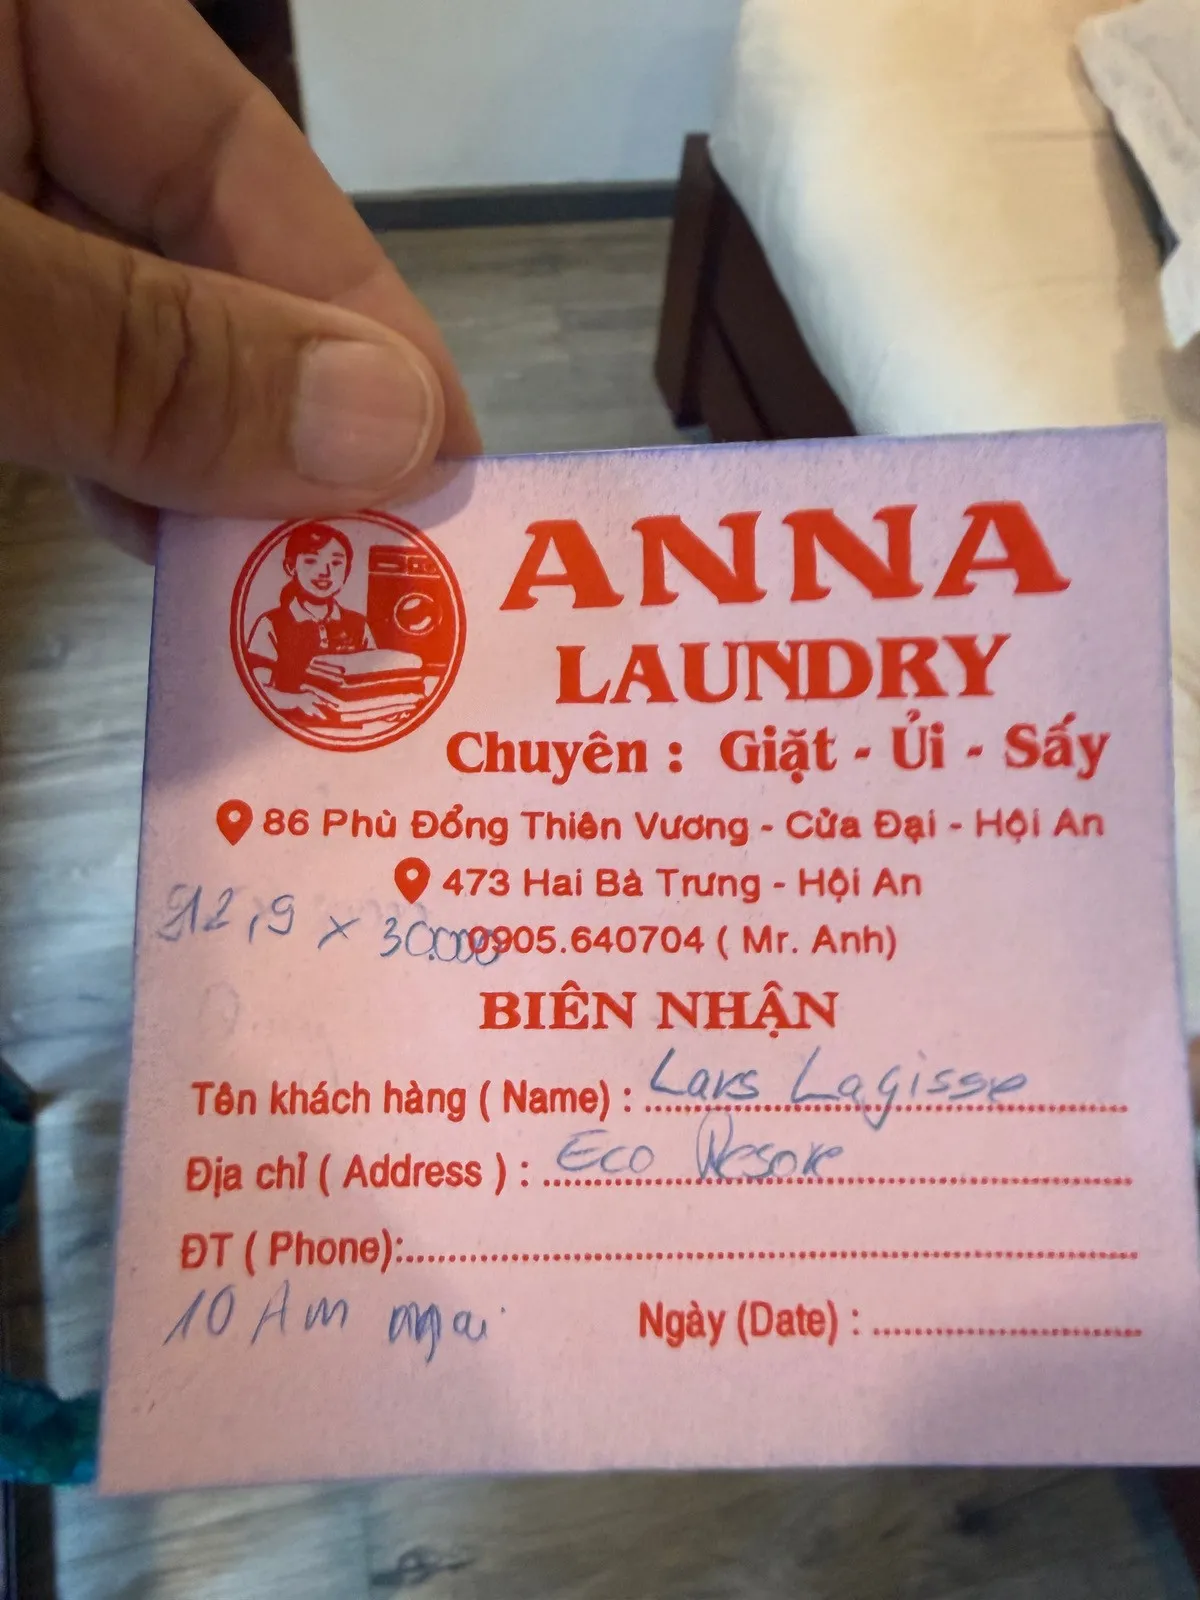 ANNA
LAUNDRY
Chuyên : Giặt - Ủi - Sấy
86 Phù Đổng Thiên Vương - Cửa Đại - Hội An
473 Hai Bà Trưng - Hội An
12,9 x 30.000
0905.640704 ( Mr. Anh)
BIÊN NHẬN
Tên khách hàng ( Name) : Lars Lagisse
Địa chỉ ( Address ) : Eco
ĐT ( Phone):
10 Am mai
Ngày (Date) :